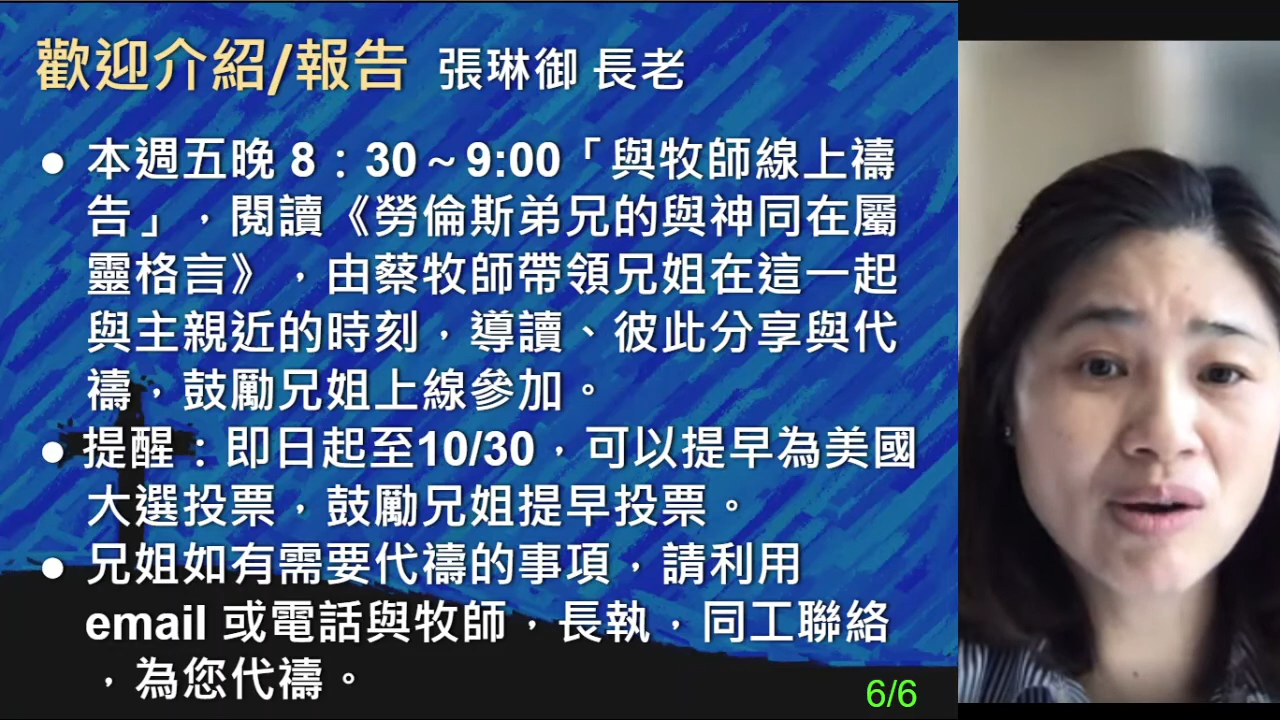 歡迎介紹/報告 張琳御 長老
● 本週五晚 8：30～9:00「與牧師線上禱
告」，閱讀《勞倫斯弟兄的與神同在屬
靈格言》，由蔡牧師帶領兄姐在這一起
與主親近的時刻，導讀、彼此分享與代
禱，鼓勵兄姐上線參加。
● 提醒：即日起至10/30，可以提早為美國
大選投票，鼓勵兄姐提早投票。
● 兄姐如有需要代禱的事項，請利用
email 或電話與牧師，長執，同工聯絡
，為您代禱。
6/6